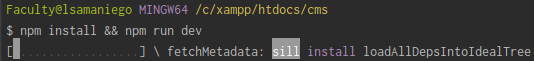 Faculty@lsamaniego MINGW64 /c/xampp/htdocs/cms
$ npm install && npm run dev
[..................] \ fetchMetadata: sill install loadAllDepsIntoIdealTree